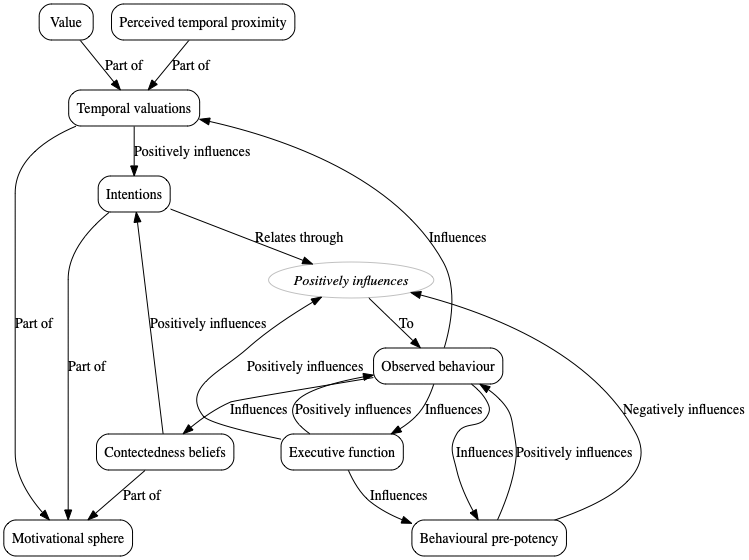 Value
Perceived temporal proximity
Part of
Part of
Temporal valuations
Positively influences
Intentions
Relates through
Influences
Positively influences
Part of
Positively influences
To
Part of
Positively influences
Observed behaviour
Influences
Positively influences
Influences
Negatively influences
Contectedness beliefs
Executive function
Influences
Positively influences
Part of
Influences
Motivational sphere
Behavioural pre-potency